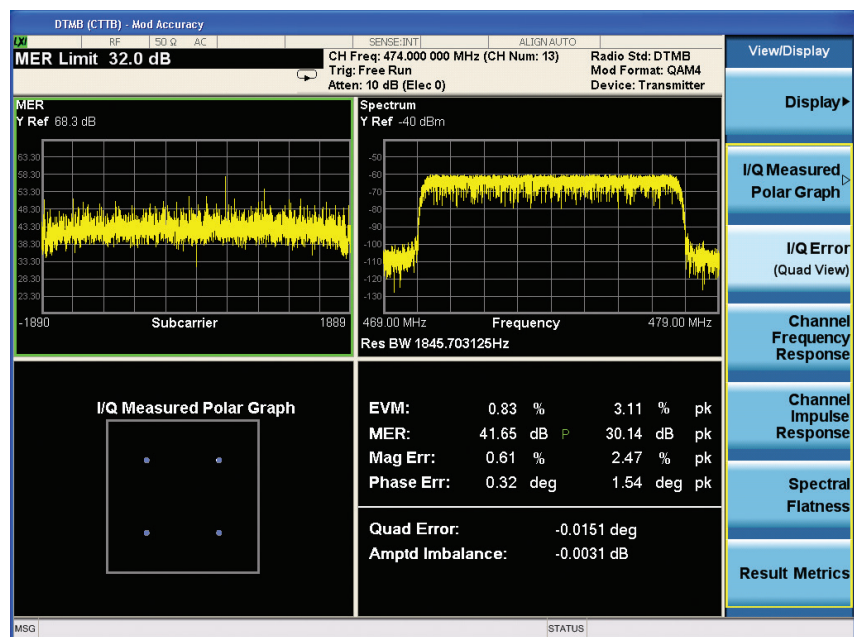 DTMB (CTTB) - Mod Accuracy
LXI RF 50 Ω AC SENSE:INT ALIGNAUTO
MER Limit 32.0 dB
CH Freq: 474.000 000 MHz (CH Num: 13) Radio Std: DTMB
Trig: Free Run Mod Format: QAM4
Atten: 10 dB (Elec 0) Device: Transmitter
MER
Y Ref 68.3 dB
63.30
58.30
53.30
48.30
43.30
38.30
33.30
28.30
23.30
-1890 Subcarrier 1889
Spectrum
Y Ref -40 dBm
-50
-60
-70
-80
-90
-100
-110
-120
-130
469.00 MHz Frequency 479.00 MHz
Res BW 1845.703125Hz
I/Q Measured Polar Graph
EVM: 0.83 % 3.11 % pk
MER: 41.65 dB P 30.14 dB pk
Mag Err: 0.61 % 2.47 % pk
Phase Err: 0.32 deg 1.54 deg pk
Quad Error: -0.0151 deg
Amptd Imbalance: -0.0031 dB
View/Display
Display
I/Q Measured
Polar Graph
I/Q Error
(Quad View)
Channel
Frequency
Response
Channel
Impulse
Response
Spectral
Flatness
Result Metrics
MSG STATUS